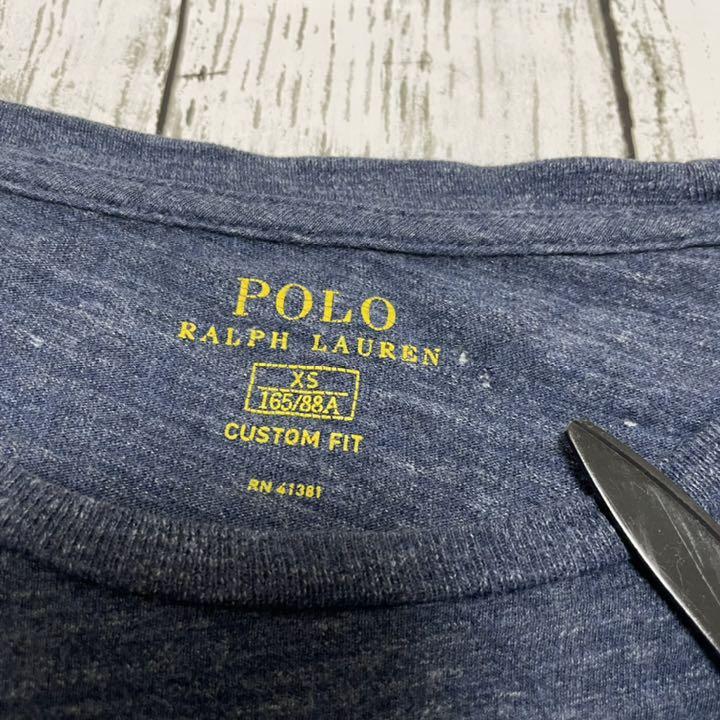 POLO
RALPH LAUREN
XS
165/88A
CUSTOM FIT
RN 41381